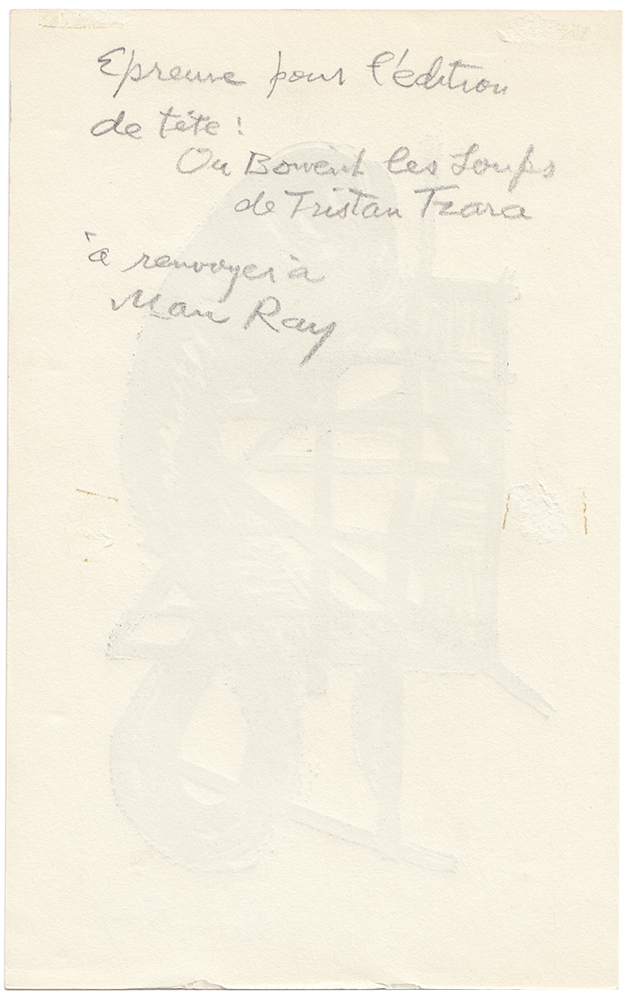 Epreuve pour l'édition
de tête :
Ou Boivent les Loups
de Tristan Tzara
à renvoyer à
Man Ray